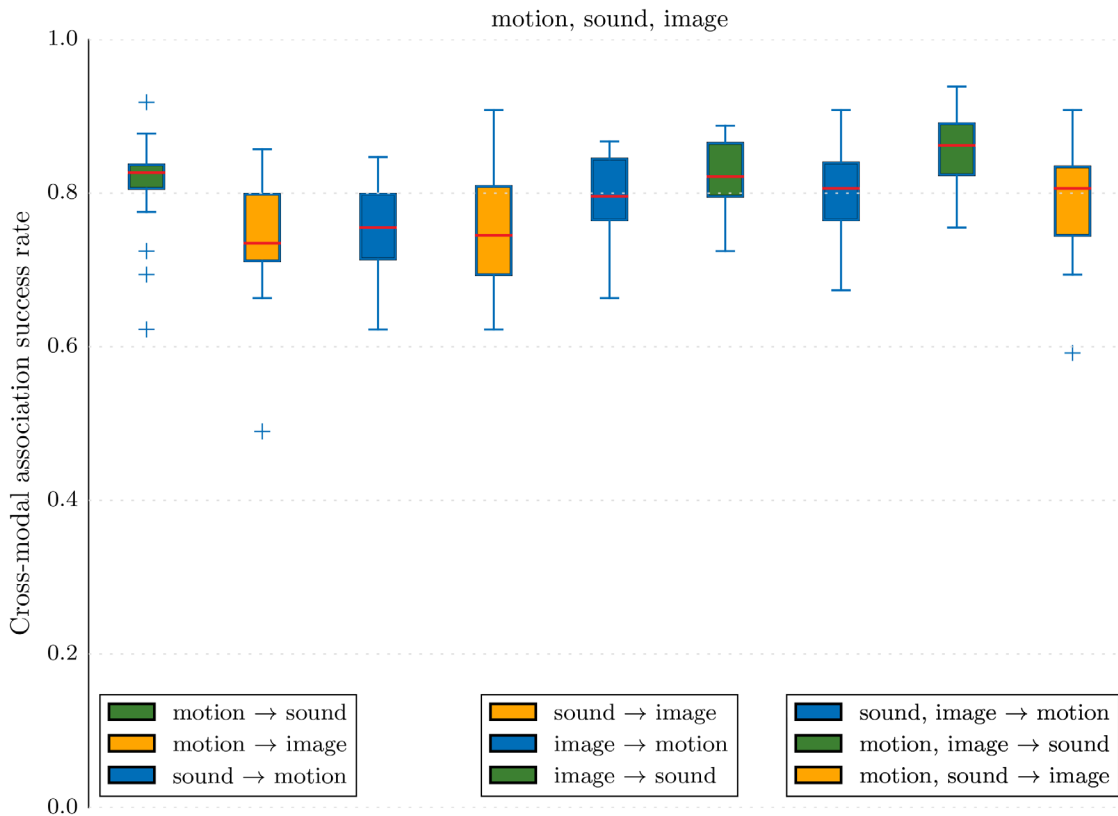 motion, sound, image
Cross-modal association success rate
1.0
0.8
0.6
0.4
0.2
0.0
motion → sound
motion → image
sound → motion
sound → image
image → motion
image → sound
sound, image → motion
motion, image → sound
motion, sound → image